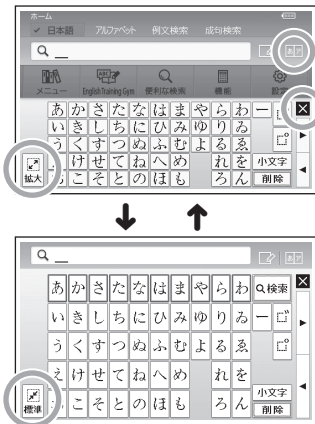 ホーム
✓ 日本語 アルファベット 例文検索 成句検索
あ ア
メニュー English Training Gym 便利な検索 機能 設定
あ か さ た な は ま や ら わ ー ゛ ×
い き し ち に ひ み ゆ り ゐ
う く す つ ぬ ふ む よ る ゑ ゜
け せ て ね へ め れ を 小文字
こ そ と の ほ も ろ ん 削除
拡大
あ か さ た な は ま や ら わ 検索 ×
い き し ち に ひ み ゆ り ゐ ー ゛
う く す つ ぬ ふ む よ る ゑ ゜
え け せ て ね へ め れ を
こ そ と の ほ も ろ ん 小文字
削除
標準